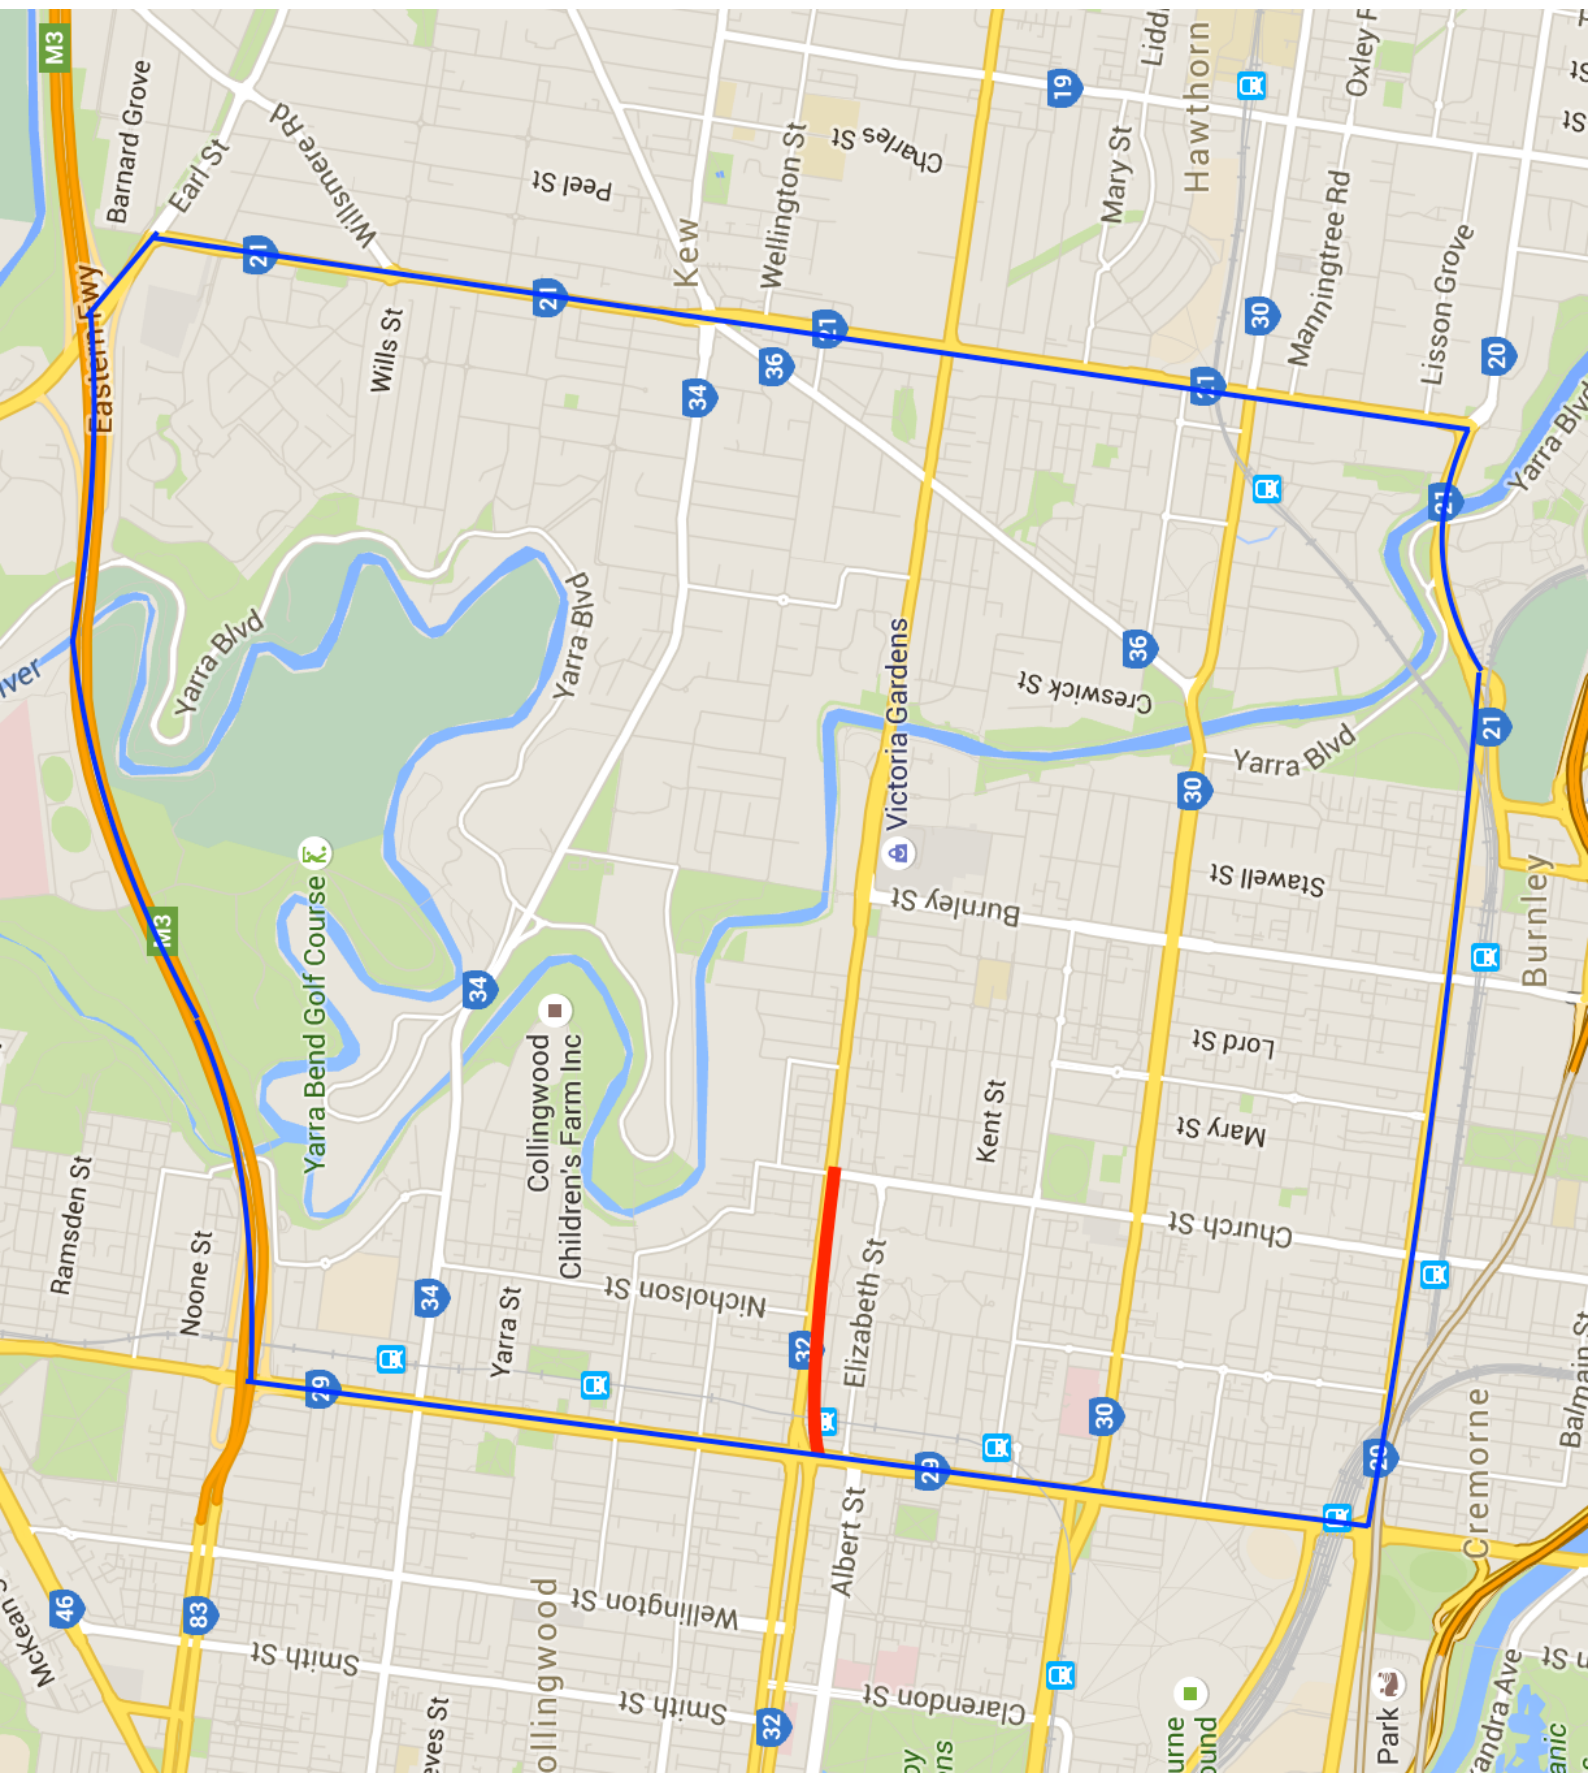 M3
Barnard Grove
Earl St
Willsmere Rd
Peel St
Wellington St
Charles St
19
Mary St
Hawthorn
Kew
21
21
21
Eastern Fwy
Wills St
36
34
30
Manningtree Rd
Lisson Grove
20
21
21
Yarra Blvd
Yarra Blvd
Yarra Blvd
36
Creswick St
Victoria Gardens
Yarra Blvd
21
30
Stawell St
Burnley St
Burnley
M3
Yarra Bend Golf Course
34
Collingwood
Children's Farm Inc
Lord St
Kent St
Mary St
Church St
Ramsden St
Noone St
34
Yarra St
Nicholson St
32
Elizabeth St
29
29
30
Cremorne
Albert St
46
83
Smith St
Wellington St
Smith St
32
Clarendon St
Park